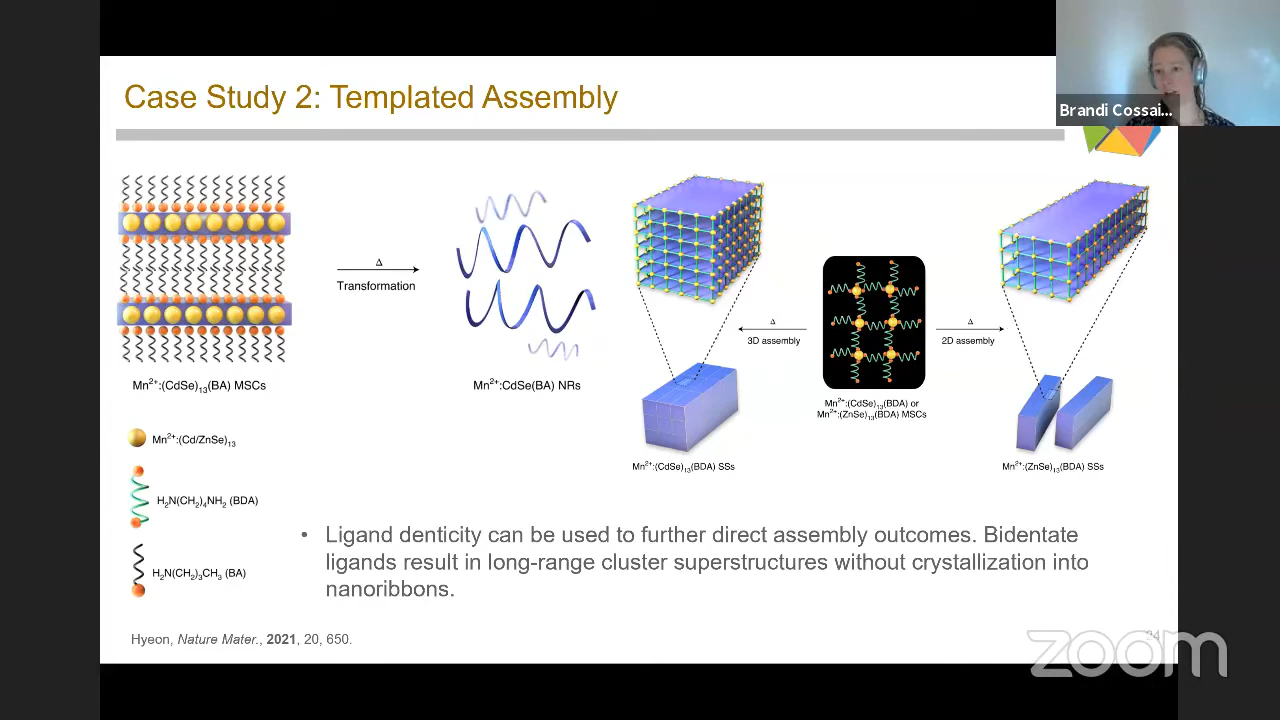 Case Study 2: Templated Assembly
Brandi Cossai...
Δ
Transformation
Mn²⁺:(CdSe)₁₃(BA) MSCs
Mn²⁺:CdSe(BA) NRs
Δ
3D assembly
Δ
2D assembly
Mn²⁺:(CdSe)₁₃(BDA) or
Mn²⁺:(ZnSe)₁₃(BDA) MSCs
Mn²⁺:(CdSe)₁₃(BDA) SSs
Mn²⁺:(ZnSe)₁₃(BDA) SSs
Mn²⁺:(Cd/ZnSe)₁₃
H₂N(CH₂)₄NH₂ (BDA)
H₂N(CH₂)₃CH₃ (BA)
• Ligand denticity can be used to further direct assembly outcomes. Bidentate
ligands result in long-range cluster superstructures without crystallization into
nanoribbons.
Hyeon, Nature Mater., 2021, 20, 650.
zoom